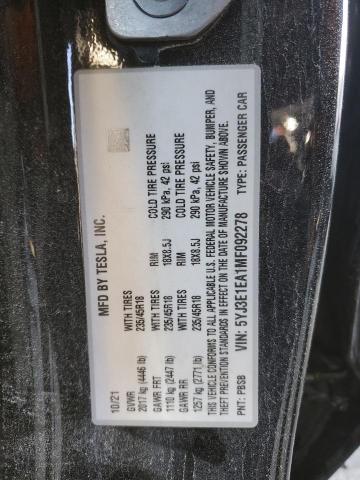 MFD BY TESLA, INC.
10/21
GVWR WITH TIRES RIM COLD TIRE PRESSURE
2017 kg (4446 lb) 235/45R18 18X8.5J 290 kPa, 42 psi
GAWR FRT WITH TIRES RIM COLD TIRE PRESSURE
1110 kg (2447 lb) 235/45R18 18X8.5J 290 kPa, 42 psi
GAWR RR
1257 kg (2771 lb)
THIS VEHICLE CONFORMS TO ALL APPLICABLE U.S. FEDERAL MOTOR VEHICLE SAFETY, BUMPER, AND
THEFT PREVENTION STANDARDS IN EFFECT ON THE DATE OF MANUFACTURE SHOWN ABOVE.
VIN: 5YJ3E1EA1MF092278 TYPE: PASSENGER CAR
PNT: PBSB